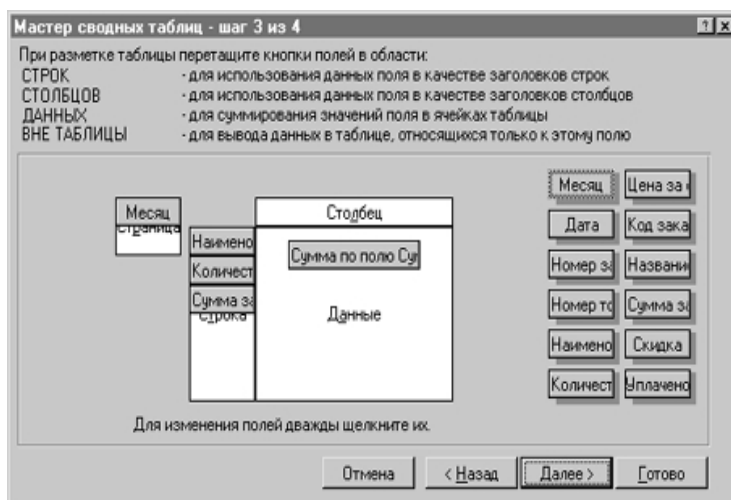 Мастер сводных таблиц - шаг 3 из 4
При разметке таблицы перетащите кнопки полей в области:
СТРОК - для использования данных поля в качестве заголовков строк
СТОЛБЦОВ - для использования данных поля в качестве заголовков столбцов
ДАННЫХ - для суммирования значений поля в ячейках таблицы
ВНЕ ТАБЛИЦЫ - для вывода данных в таблице, относящихся только к этому полю
Месяц
Страница
Столбец
Наимено
Количест
Сумма за
Строка
Сумма по полю Сум
Данные
Месяц Цена за
Дата Код зака
Номер за Названи
Номер то Сумма за
Наимено Скидка
Количест Уплачено
Для изменения полей дважды щелкните их.
Отмена < Назад Далее > Готово